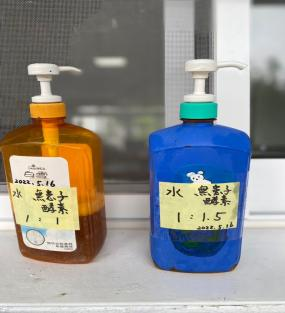 白雪
2022.5.16
水 無患子
酵素
1 : 1
水 無患子
酵素
1 : 1.5
2022.5.16